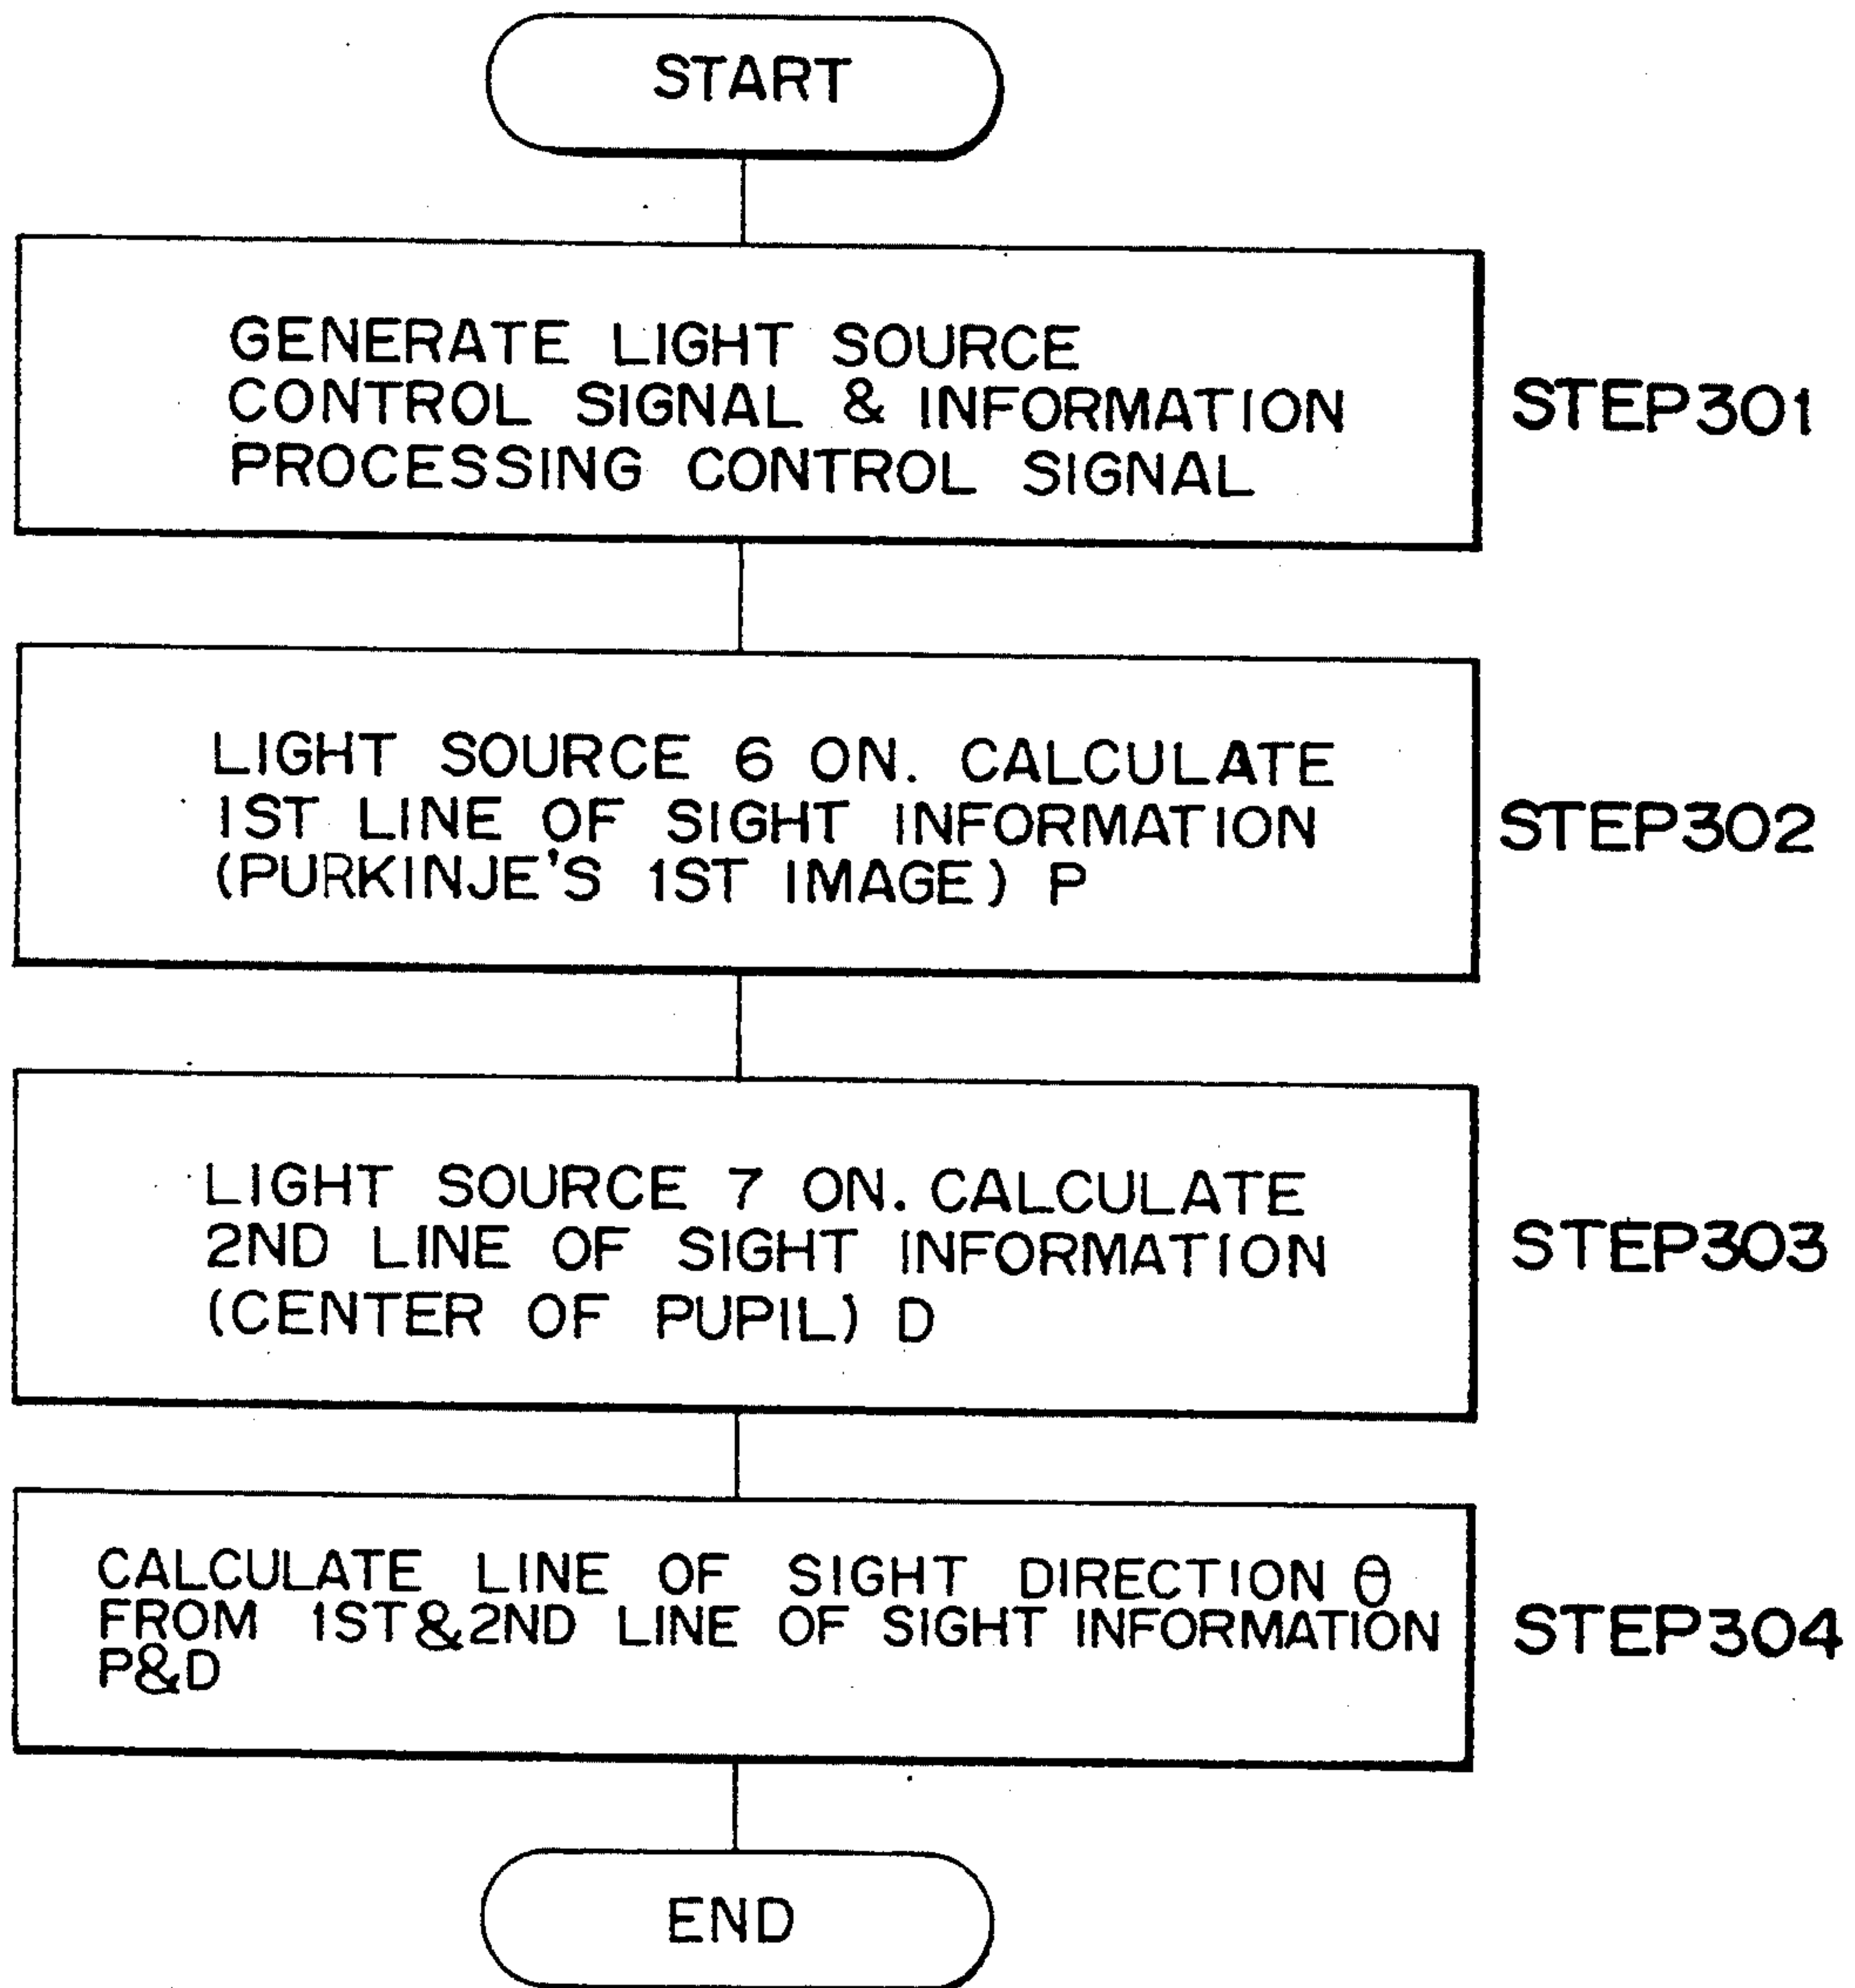 START
GENERATE LIGHT SOURCE
CONTROL SIGNAL & INFORMATION
PROCESSING CONTROL SIGNAL
STEP301
LIGHT SOURCE 6 ON. CALCULATE
1ST LINE OF SIGHT INFORMATION
(PURKINJE'S 1ST IMAGE) P
STEP302
LIGHT SOURCE 7 ON. CALCULATE
2ND LINE OF SIGHT INFORMATION
(CENTER OF PUPIL) D
STEP303
CALCULATE LINE OF SIGHT DIRECTION θ
FROM 1ST&2ND LINE OF SIGHT INFORMATION
P&D
STEP304
END